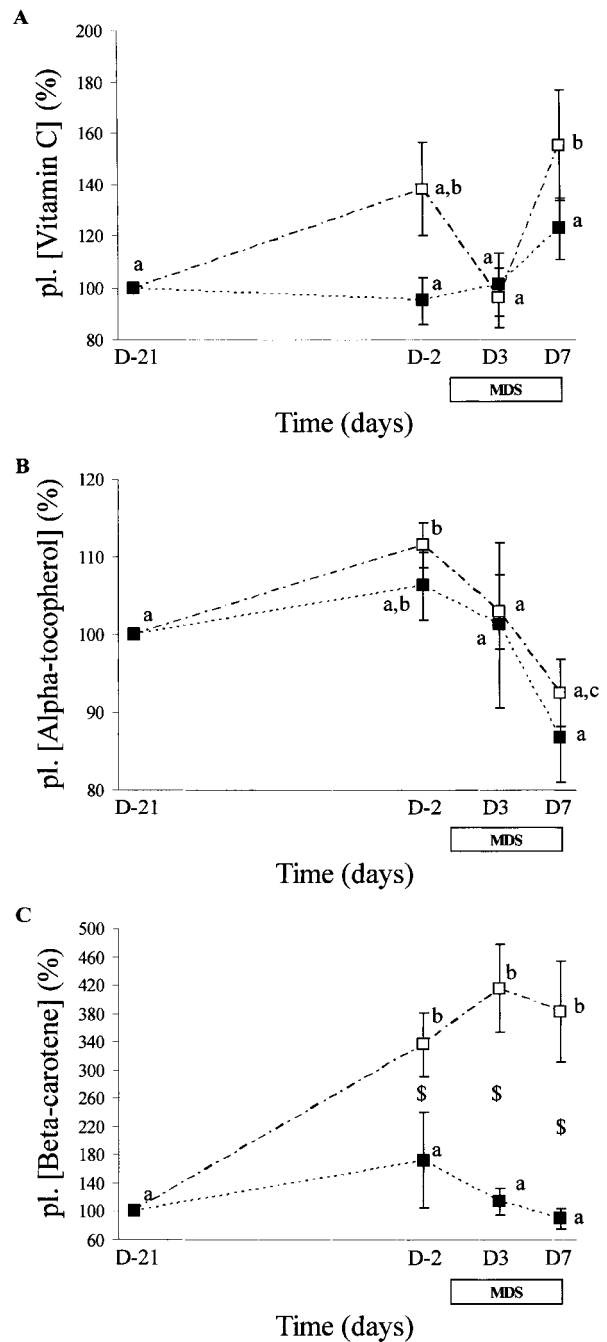 A
pl. [Vitamin C] (%)
200
180
160
140
120
100
80
a
a,b
a
a
a
b
a
D-21 D-2 D3 D7
MDS
Time (days)
B
pl. [Alpha-tocopherol] (%)
120
110
100
90
80
a
b
a,b
a
a
a,c
a
D-21 D-2 D3 D7
MDS
Time (days)
C
pl. [Beta-carotene] (%)
500
460
420
380
340
300
260
220
180
140
100
60
a
b
b
b
$ $
$
a
a
a
D-21 D-2 D3 D7
MDS
Time (days)